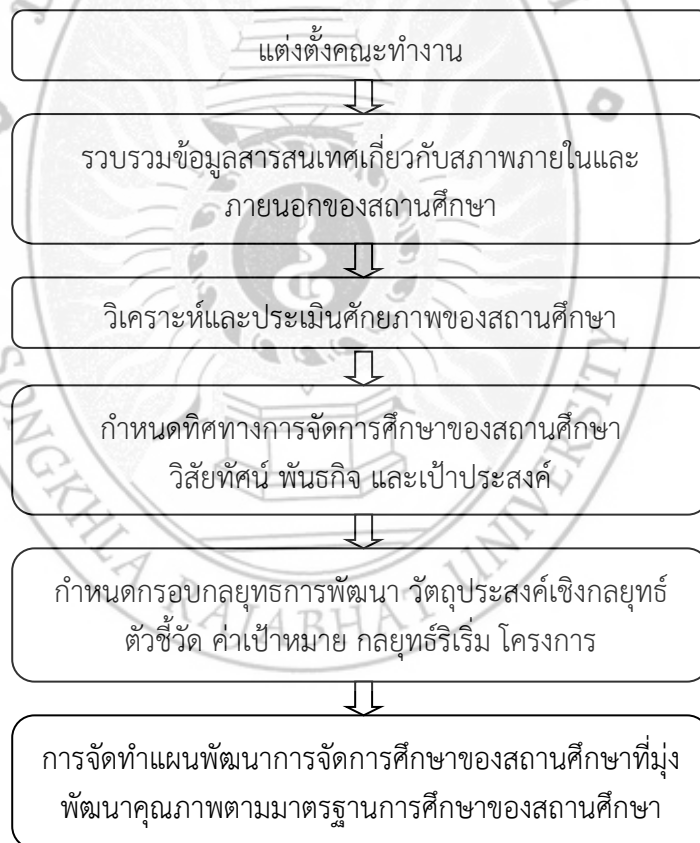 แต่งตั้งคณะทำงาน
รวบรวมข้อมูลสารสนเทศเกี่ยวกับสภาพภายในและ
ภายนอกของสถานศึกษา
วิเคราะห์และประเมินศักยภาพของสถานศึกษา
กำหนดทิศทางการจัดการศึกษาของสถานศึกษา
วิสัยทัศน์ พันธกิจ และเป้าประสงค์
กำหนดกรอบกลยุทธการพัฒนา วัตถุประสงค์เชิงกลยุทธ์
ตัวชี้วัด ค่าเป้าหมาย กลยุทธ์ริเริ่ม โครงการ
การจัดทำแผนพัฒนาการจัดการศึกษาของสถานศึกษาที่มุ่ง
พัฒนาคุณภาพตามมาตรฐานการศึกษาของสถานศึกษา
SONGKHLA RAJABHAT UNIVERSITY